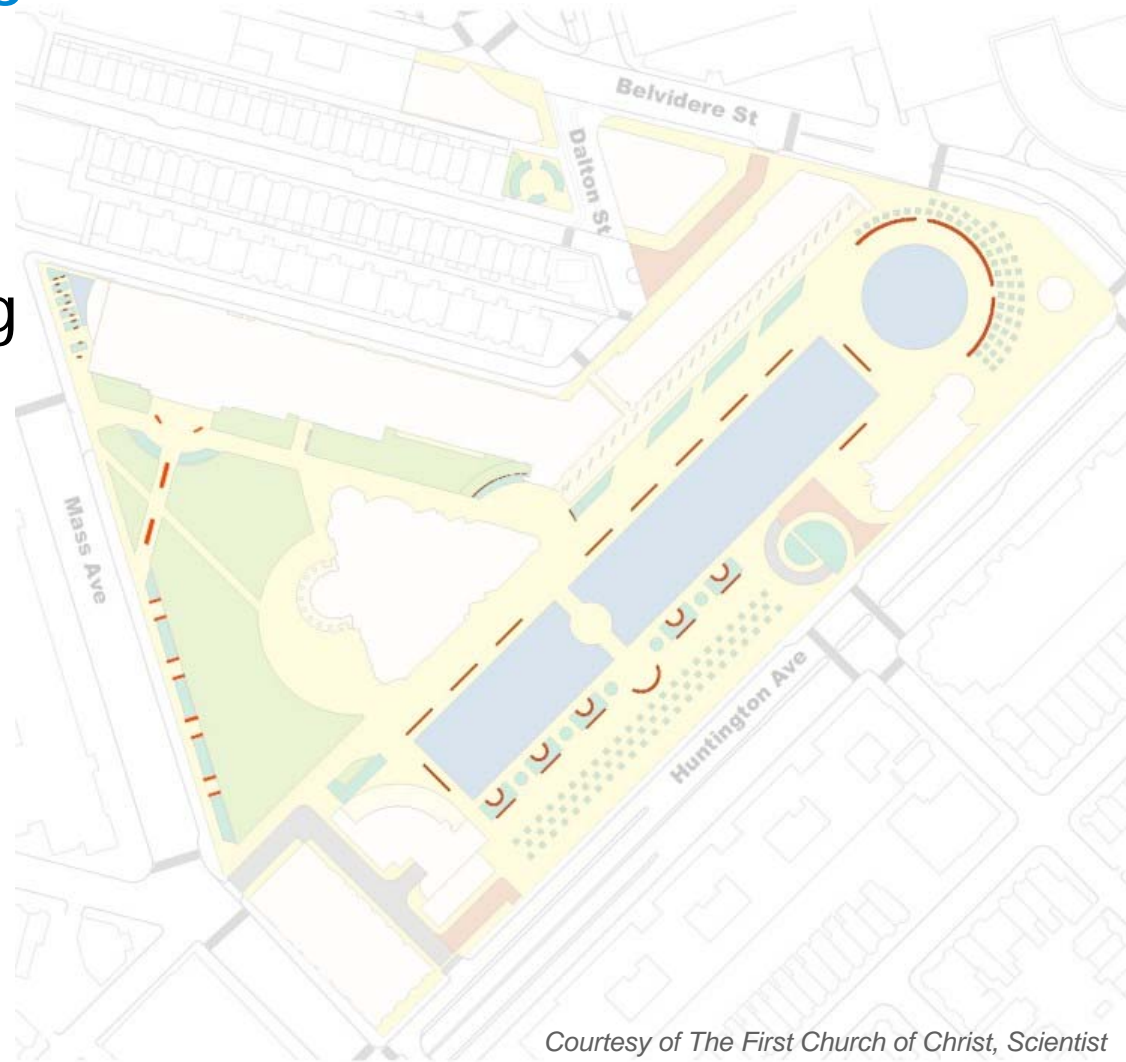 g
Belvidere St
Dalton St
g
Mass Ave
Huntington Ave
Courtesy of The First Church of Christ, Scientist